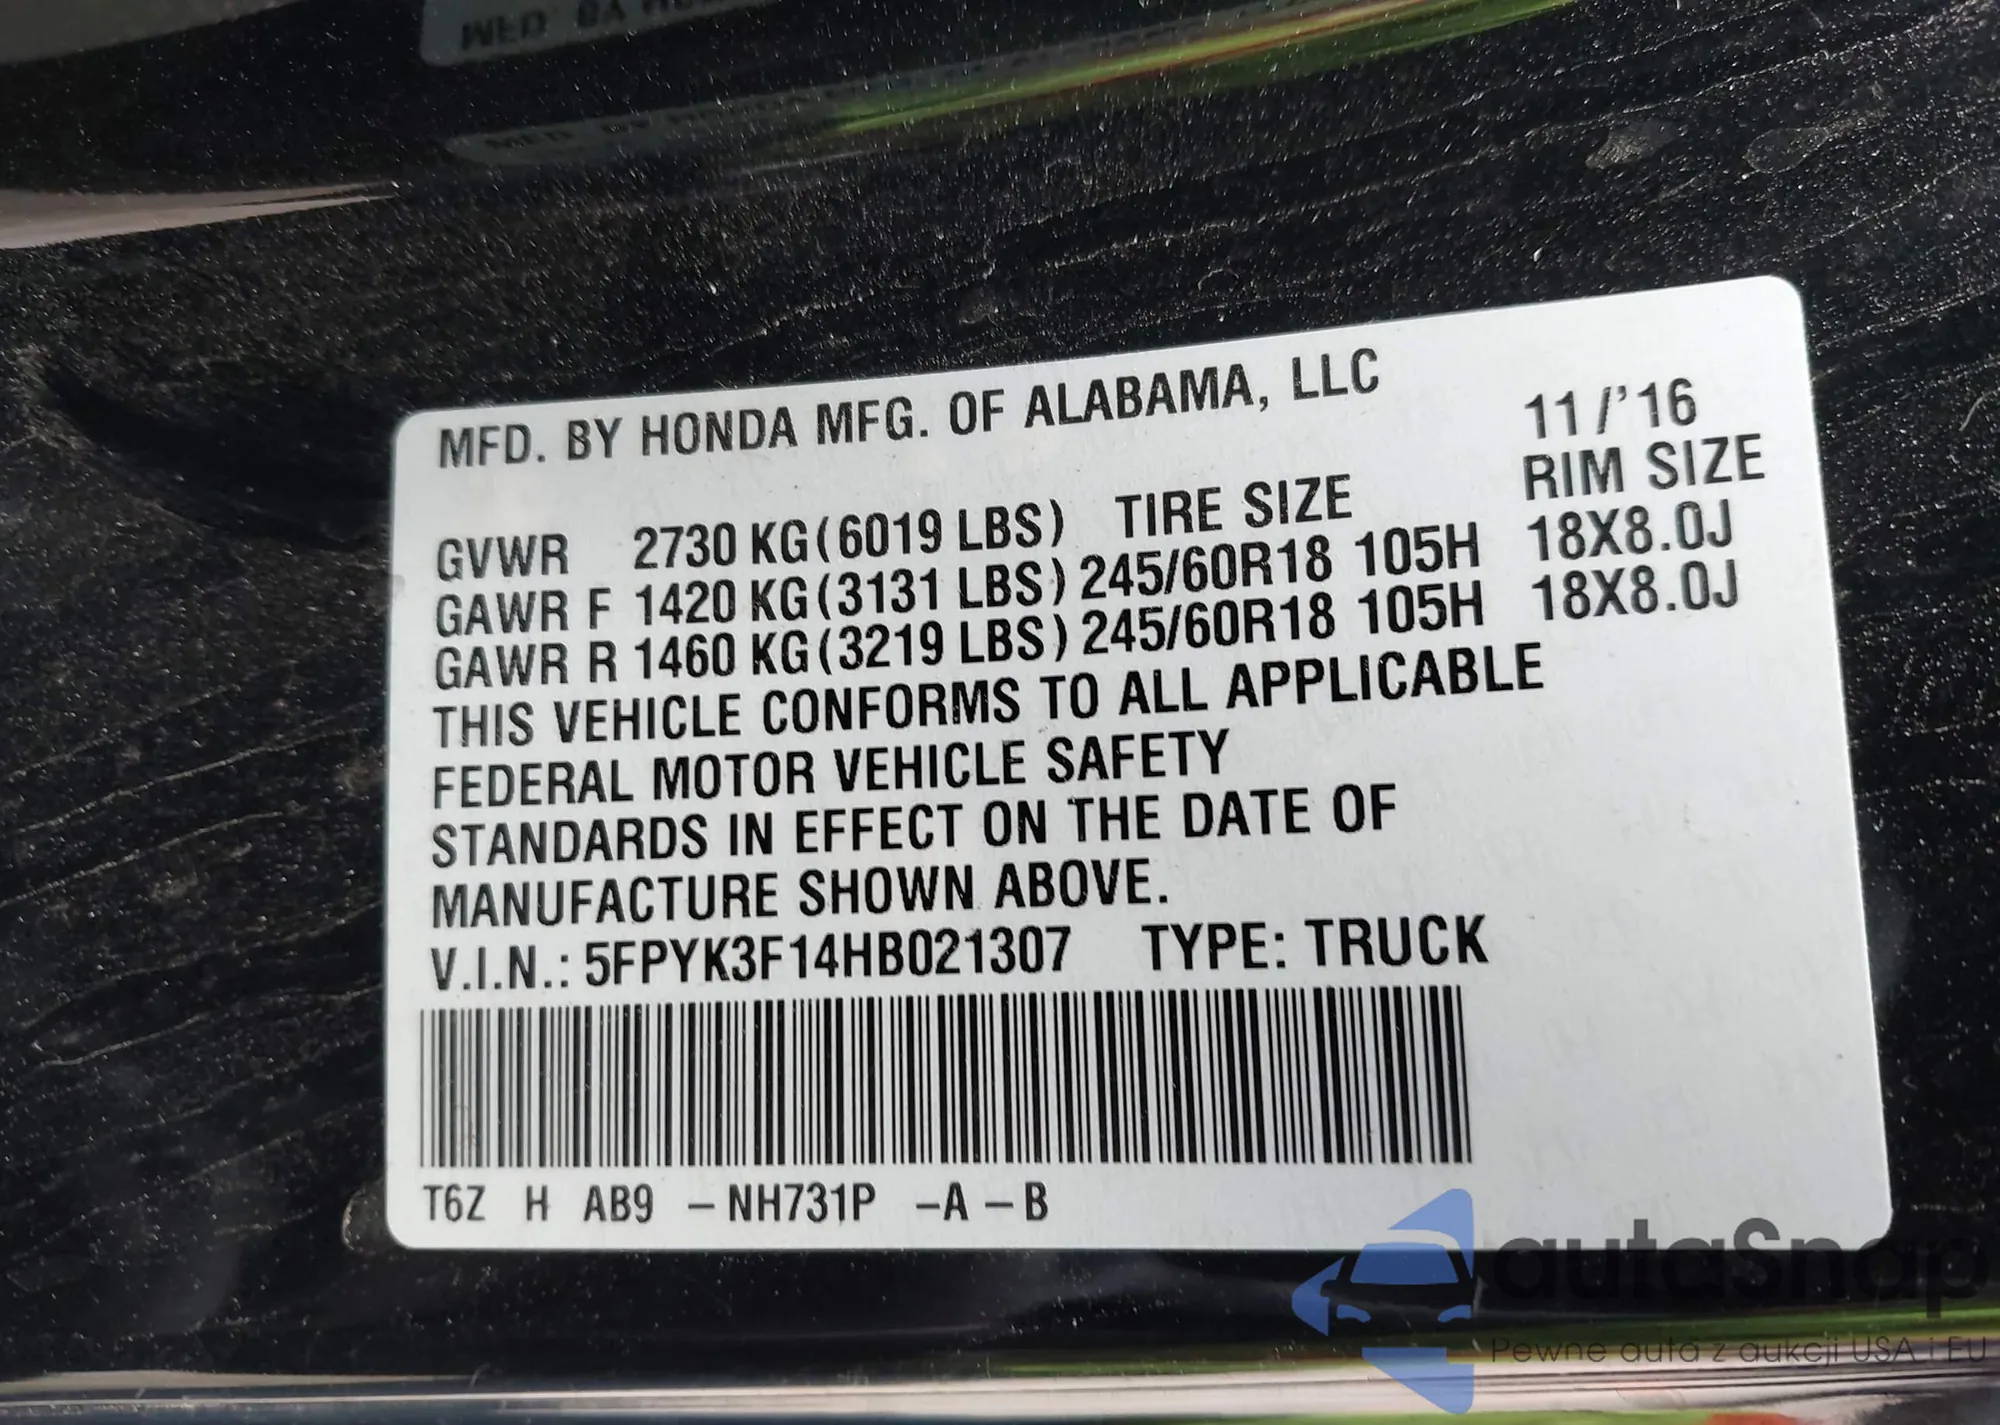 MFD. BY HONDA MFG. OF ALABAMA, LLC 11/'16
GVWR 2730 KG(6019 LBS) TIRE SIZE RIM SIZE
GAWR F 1420 KG(3131 LBS) 245/60R18 105H 18X8.0J
GAWR R 1460 KG(3219 LBS) 245/60R18 105H 18X8.0J
THIS VEHICLE CONFORMS TO ALL APPLICABLE
FEDERAL MOTOR VEHICLE SAFETY
STANDARDS IN EFFECT ON THE DATE OF
MANUFACTURE SHOWN ABOVE.
V.I.N.: 5FPYK3F14HB021307 TYPE: TRUCK
T6Z H AB9 -NH731P -A -B
autaSnap
Pewne auta z aukcji USA i EU